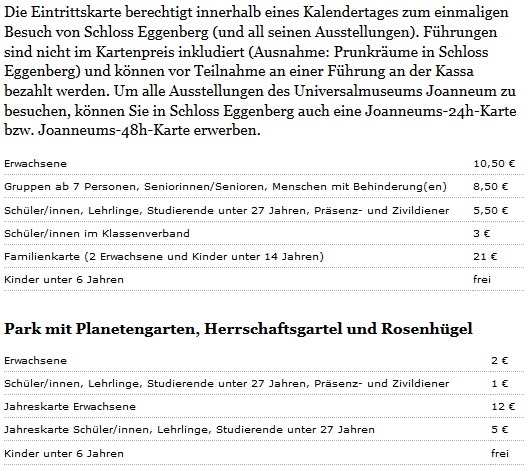 Die Eintrittskarte berechtigt innerhalb eines Kalendertages zum einmaligen
Besuch von Schloss Eggenberg (und all seinen Ausstellungen). Führungen
sind nicht im Kartenpreis inkludiert (Ausnahme: Prunkräume in Schloss
Eggenberg) und können vor Teilnahme an einer Führung an der Kassa
bezahlt werden. Um alle Ausstellungen des Universalmuseums Joanneum zu
besuchen, können Sie in Schloss Eggenberg auch eine Joanneums-24h-Karte
bzw. Joanneums-48h-Karte erwerben.
Erwachsene 10,50 €
Gruppen ab 7 Personen, Seniorinnen/Senioren, Menschen mit Behinderung(en) 8,50 €
Schüler/innen, Lehrlinge, Studierende unter 27 Jahren, Präsenz- und Zivildiener 5,50 €
Schüler/innen im Klassenverband 3 €
Familienkarte (2 Erwachsene und Kinder unter 14 Jahren) 21 €
Kinder unter 6 Jahren frei
Park mit Planetengarten, Herrschaftsgartel und Rosenhügel
Erwachsene 2 €
Schüler/innen, Lehrlinge, Studierende unter 27 Jahren, Präsenz- und Zivildiener 1 €
Jahreskarte Erwachsene 12 €
Jahreskarte Schüler/innen, Lehrlinge, Studierende unter 27 Jahren 5 €
Kinder unter 6 Jahren frei